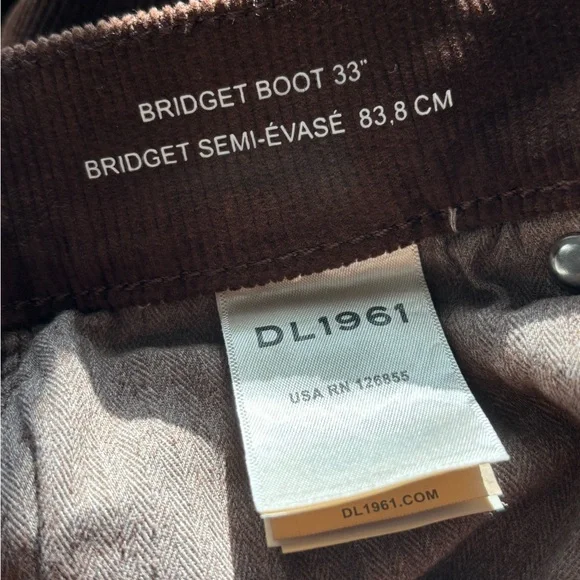 BRIDGET BOOT 33"
BRIDGET SEMI-ÉVASÉ 83,8 CM
DL1961
USA RN 126855
DL1961.COM